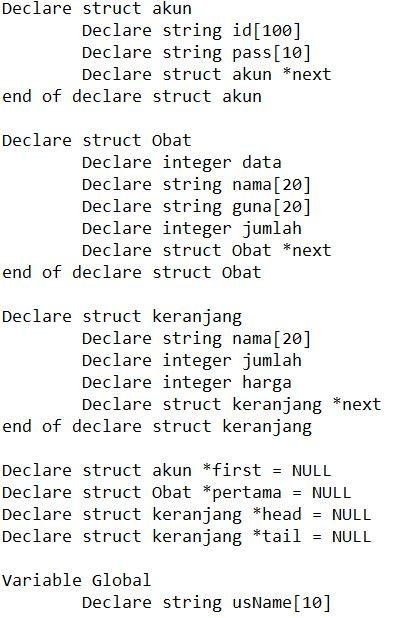 Declare struct akun
Declare string id[100]
Declare string pass[10]
Declare struct akun *next
end of declare struct akun
Declare struct Obat
Declare integer data
Declare string nama[20]
Declare string guna[20]
Declare integer jumlah
Declare struct Obat *next
end of declare struct Obat
Declare struct keranjang
Declare string nama[20]
Declare integer jumlah
Declare integer harga
Declare struct keranjang *next
end of declare struct keranjang
Declare struct akun *first = NULL
Declare struct Obat *pertama = NULL
Declare struct keranjang *head = NULL
Declare struct keranjang *tail = NULL
Variable Global
Declare string usName[10]